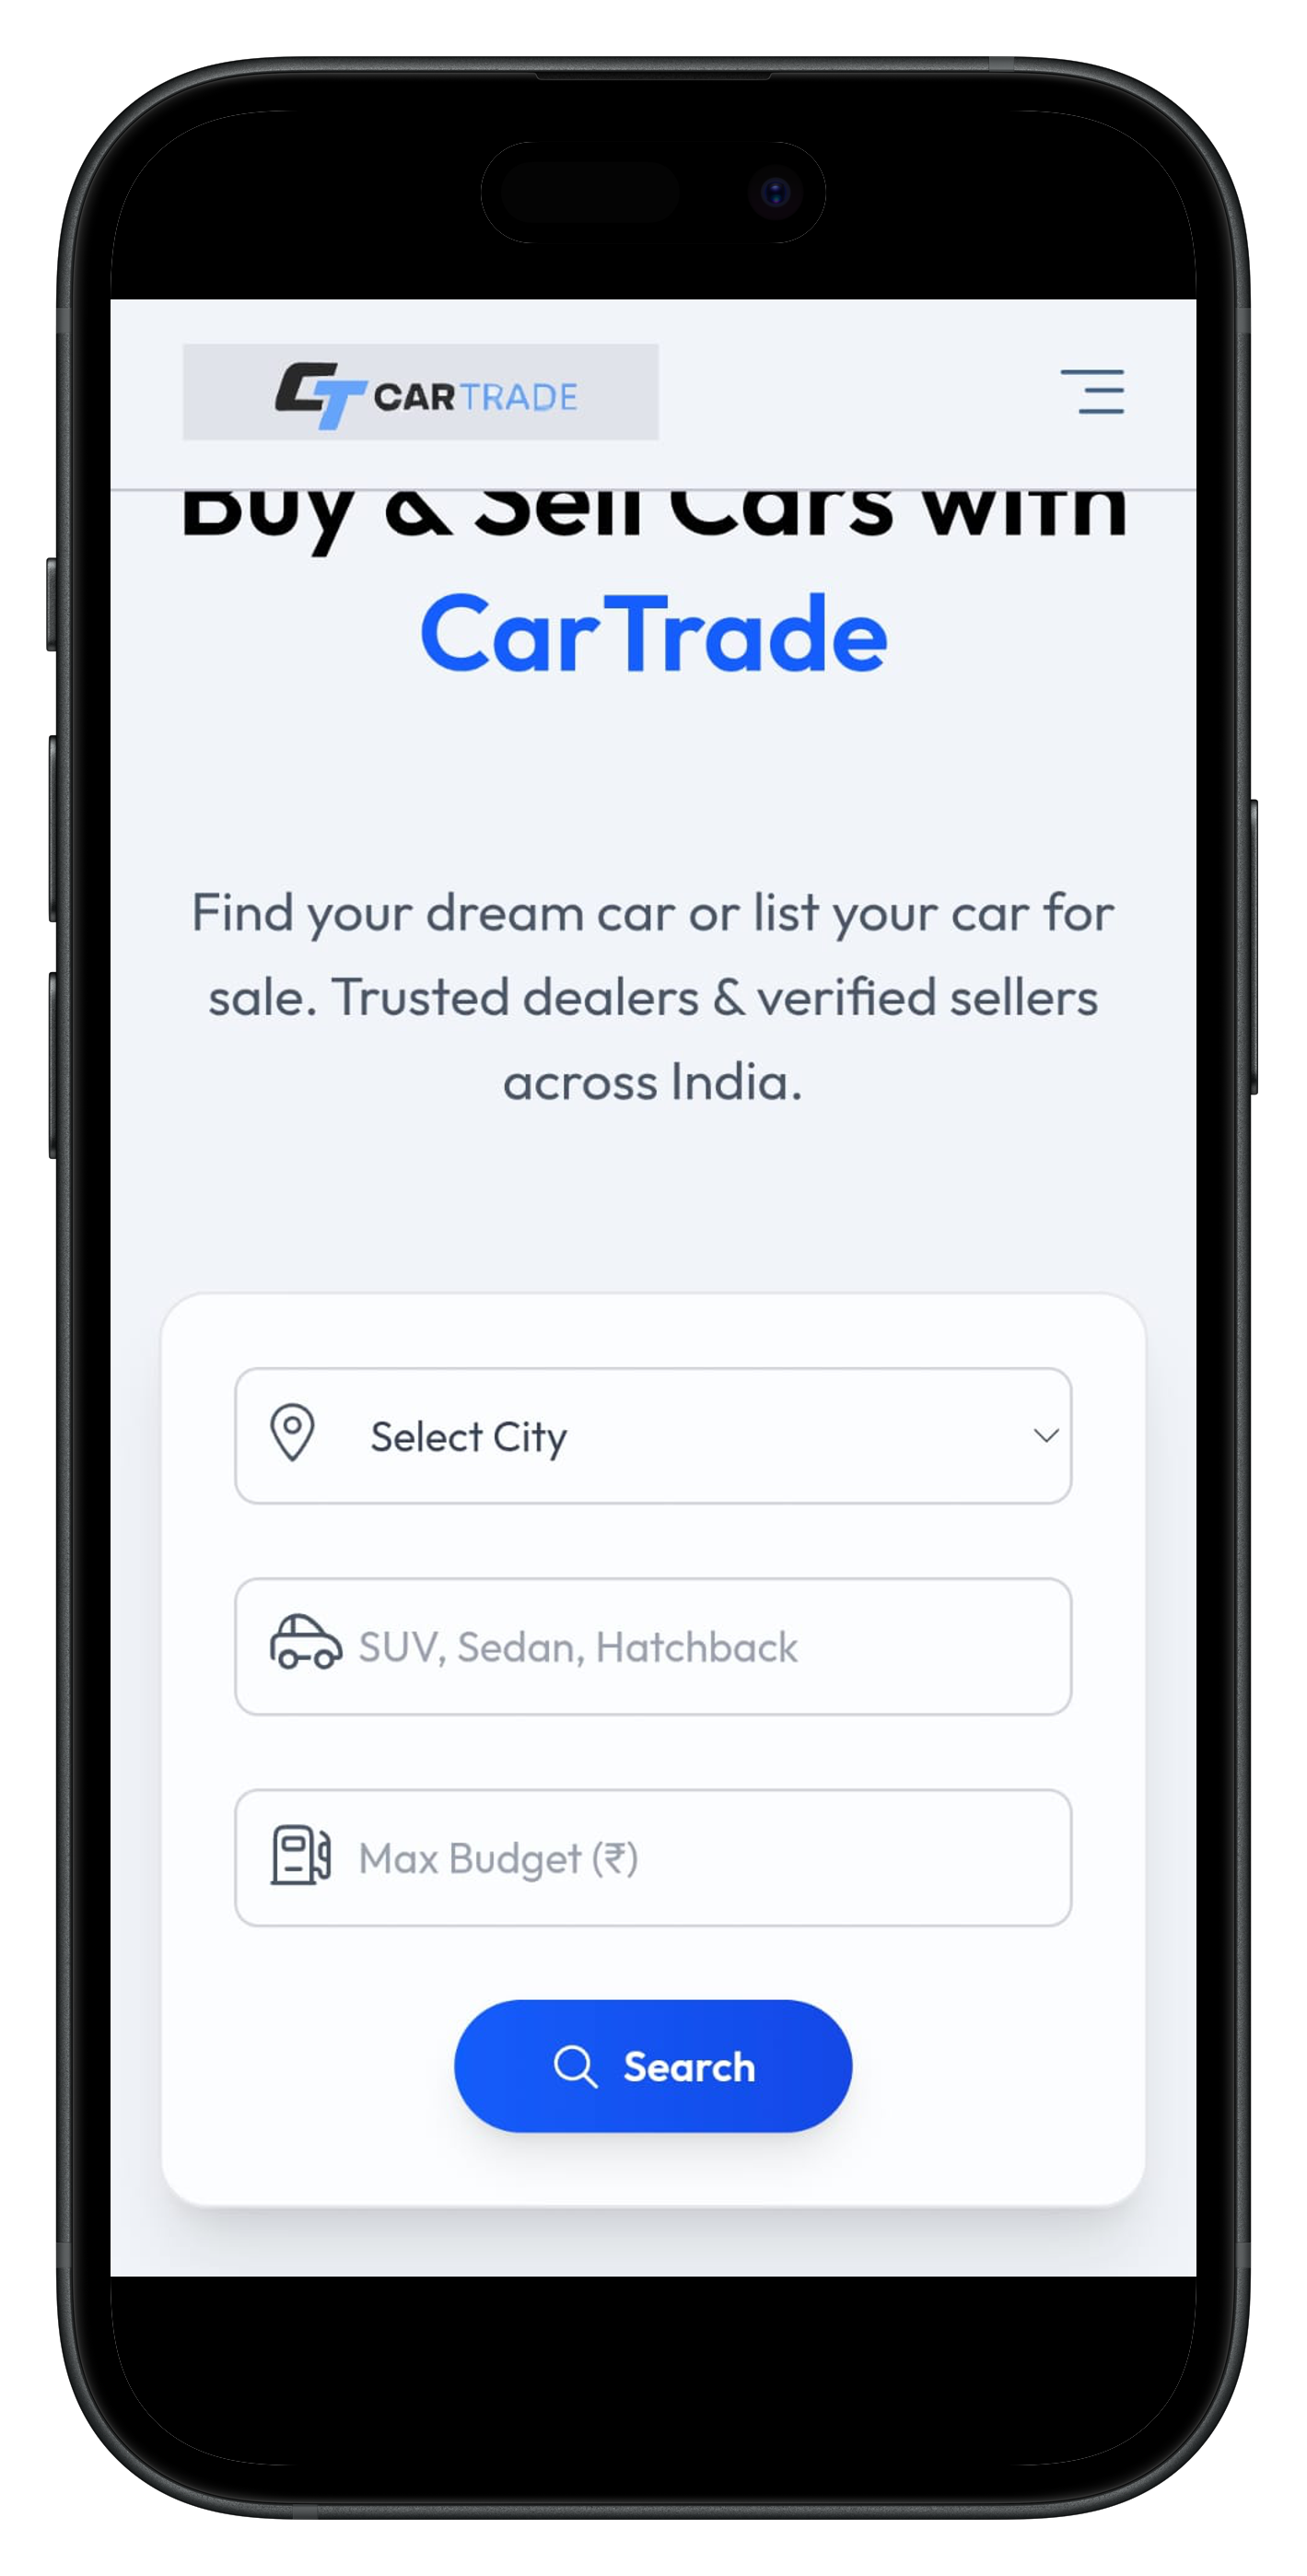 CT CARTRADE
Buy & Sell Cars with
CarTrade
Find your dream car or list your car for
sale. Trusted dealers & verified sellers
across India.
Select City
SUV, Sedan, Hatchback
Max Budget (₹)
Search